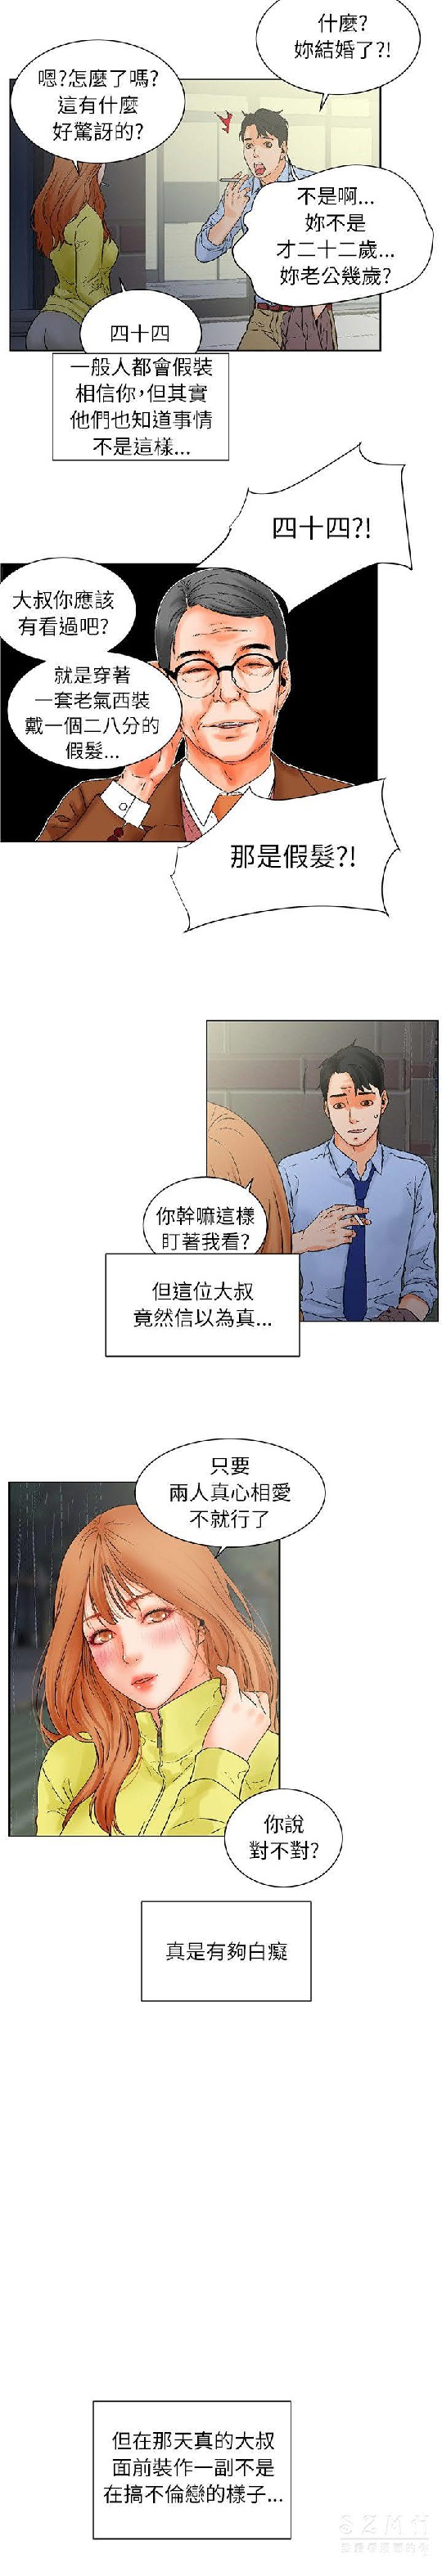 什麼?
妳結婚了?!
嗯?怎麼了嗎?
這有什麼
好驚訝的?
不是啊...
妳不是
才二十二歲...
妳老公幾歲?
四十四
一般人都會假裝
相信你,但其實
他們也知道事情
不是這樣...
四十四?!
大叔你應該
有看過吧?
就是穿著
一套老氣西裝
戴一個二八分的
假髮...
那是假髮?!
你幹嘛這樣
盯著我看?
但這位大叔
竟然信以為真...
只要
兩人真心相愛
不就行了
你說
對不對?
真是有夠白癡
但在那天真的大叔
面前裝作一副不是
在搞不倫戀的樣子...